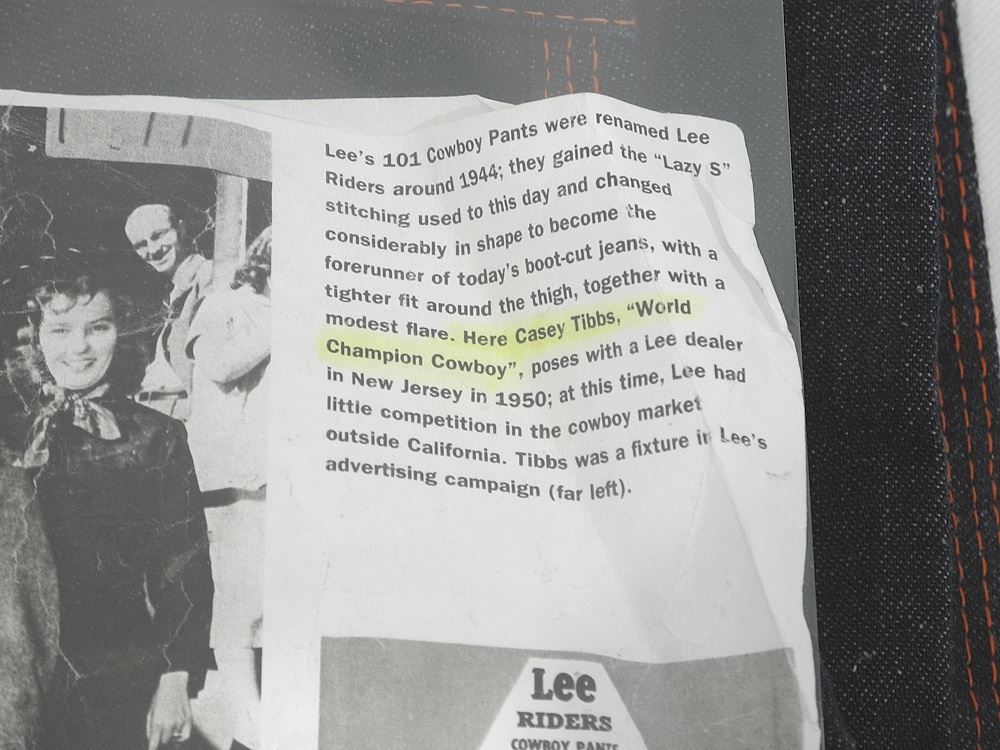 Lee's 101 Cowboy Pants were renamed Lee
Riders around 1944; they gained the “Lazy S”
stitching used to this day and changed
considerably in shape to become the
forerunner of today's boot-cut jeans, with a
tighter fit around the thigh, together with a
modest flare. Here Casey Tibbs, “World
Champion Cowboy”, poses with a Lee dealer
in New Jersey in 1950; at this time, Lee had
little competition in the cowboy market
outside California. Tibbs was a fixture in Lee's
advertising campaign (far left).
Lee
RIDERS
COWBOY PANTS